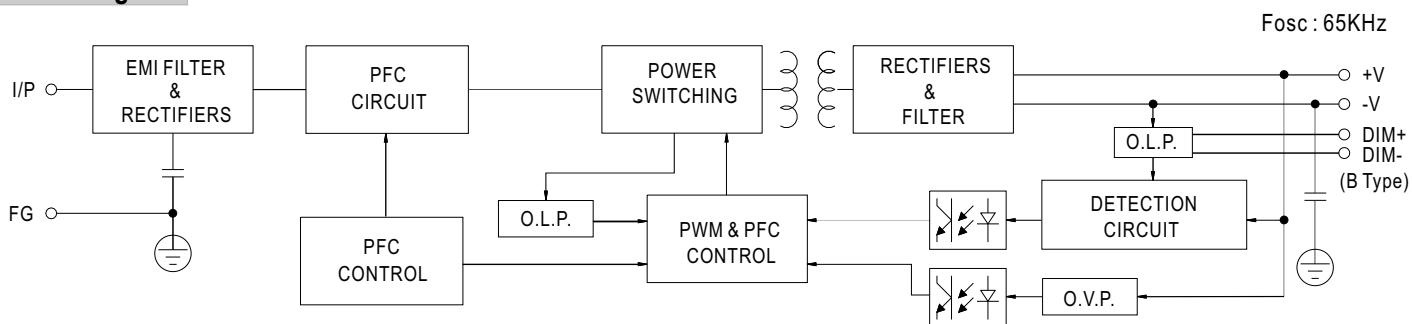 Fosc : 65KHz
I/P
EMI FILTER
&
RECTIFIERS
PFC
CIRCUIT
POWER
SWITCHING
RECTIFIERS
&
FILTER
+V
-V
DIM+
DIM-
(B Type)
O.L.P.
FG
O.L.P.
PFC
CONTROL
PWM & PFC
CONTROL
DETECTION
CIRCUIT
O.V.P.